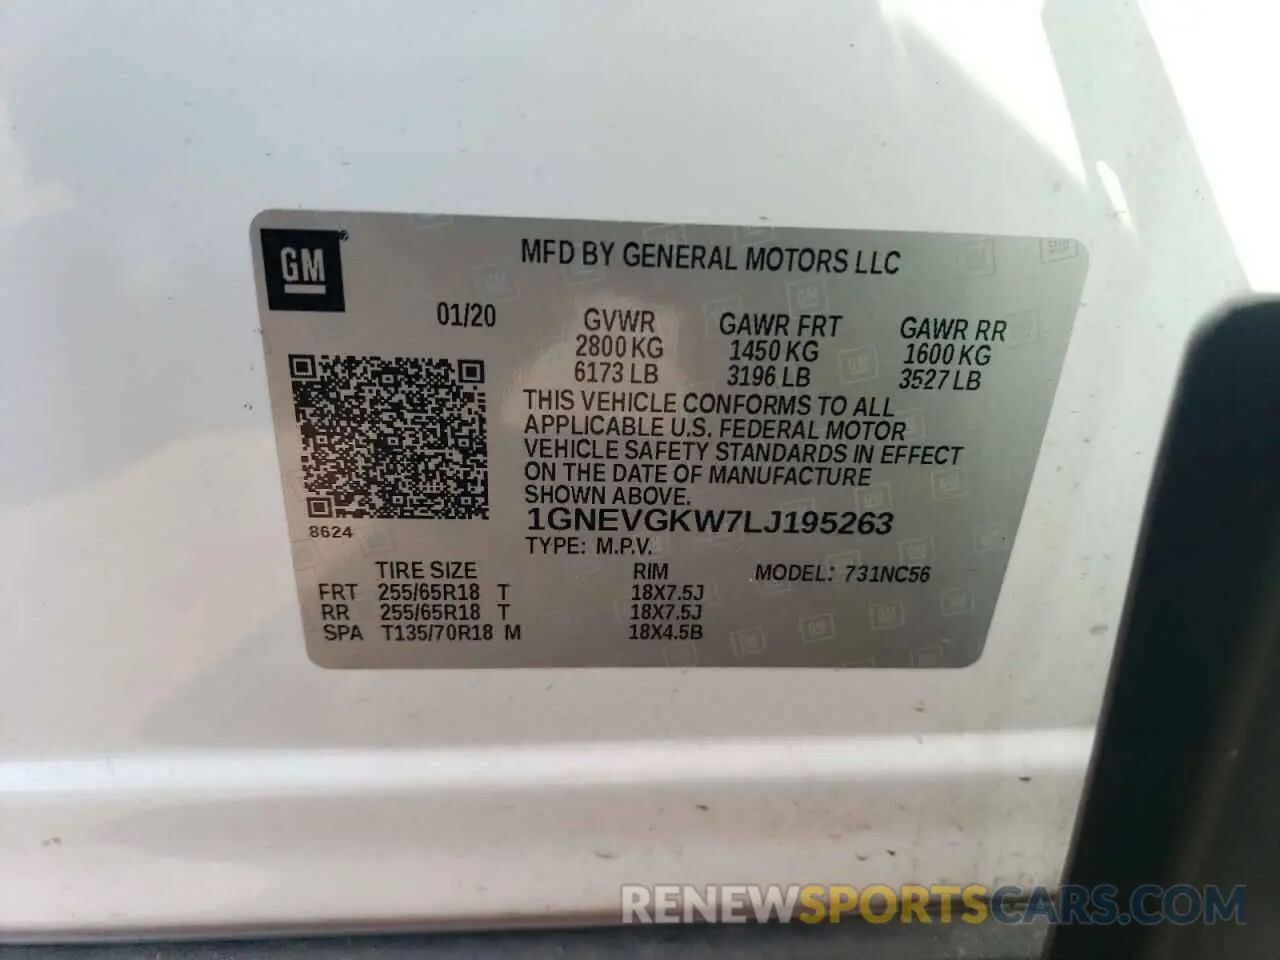 GM
MFD BY GENERAL MOTORS LLC
01/20
GVWR GAWR FRT GAWR RR
2800 KG 1450 KG 1600 KG
6173 LB 3196 LB 3527 LB
THIS VEHICLE CONFORMS TO ALL
APPLICABLE U.S. FEDERAL MOTOR
VEHICLE SAFETY STANDARDS IN EFFECT
ON THE DATE OF MANUFACTURE
SHOWN ABOVE.
1GNEVGKW7LJ195263
8624
TYPE: M.P.V.
TIRE SIZE RIM MODEL: 731NC56
FRT 255/65R18 T 18X7.5J
RR 255/65R18 T 18X7.5J
SPA T135/70R18 M 18X4.5B
RENEWSPORTSCARS.COM